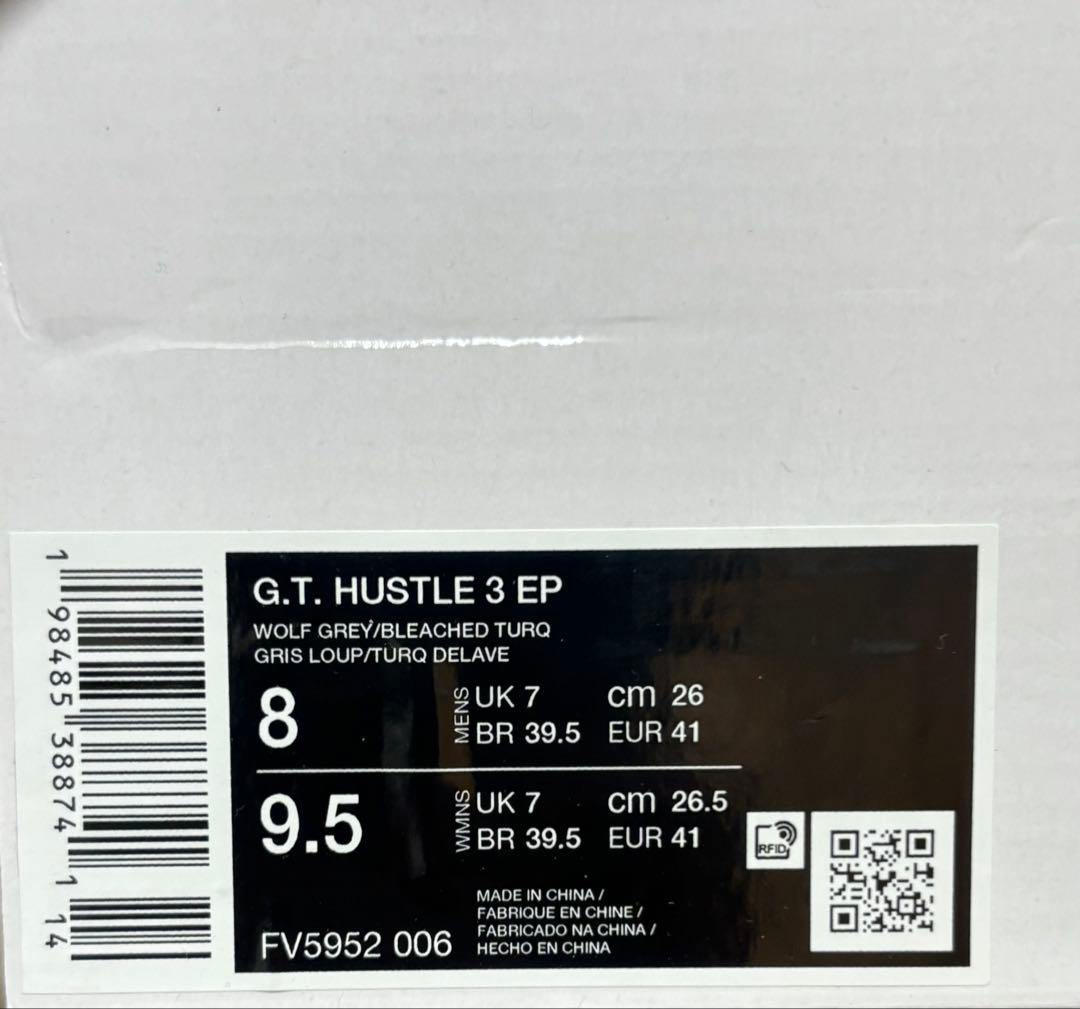 G.T. HUSTLE 3 EP
WOLF GREY/BLEACHED TURQ
GRIS LOUP/TURQ DELAVE
8 MENS UK 7 cm 26
BR 39.5 EUR 41
9.5 WMNS UK 7 cm 26.5
BR 39.5 EUR 41
RFID
MADE IN CHINA /
FABRIQUE EN CHINE /
FABRICADO NA CHINA /
HECHO EN CHINA
FV5952 006
1 98485 38874 1 14